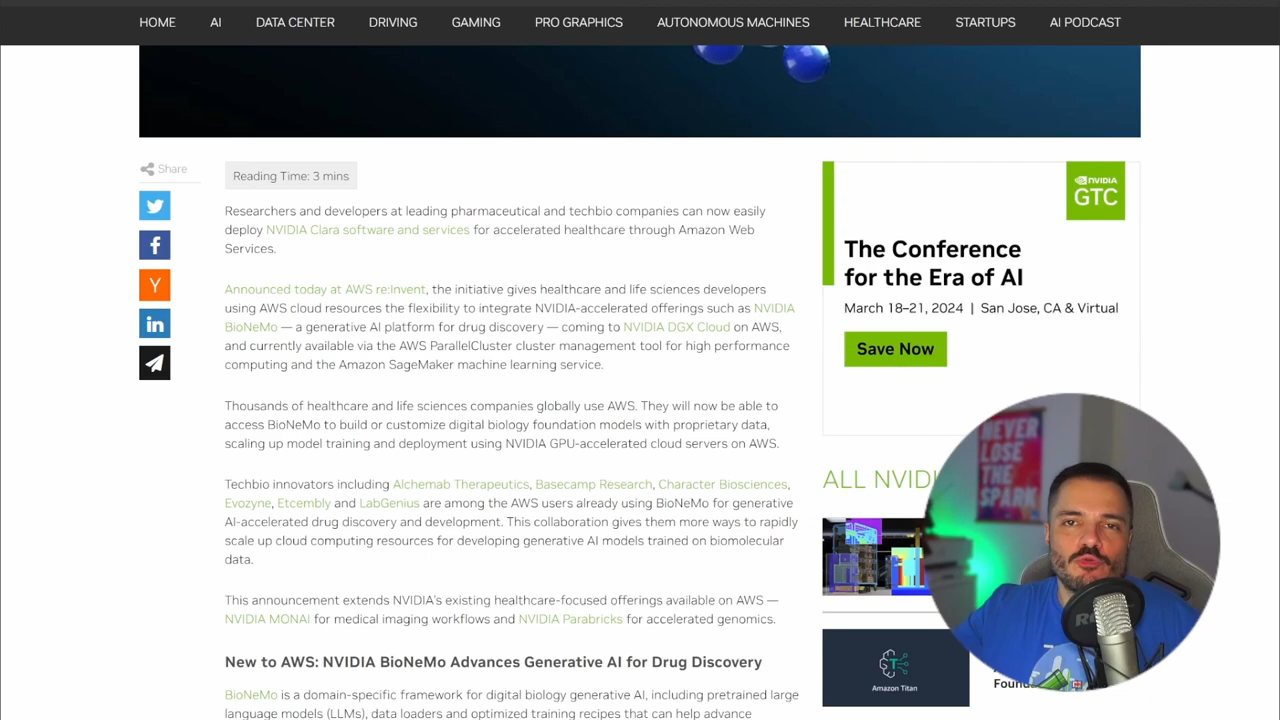 HOME AI DATA CENTER DRIVING GAMING PRO GRAPHICS AUTONOMOUS MACHINES HEALTHCARE STARTUPS AI PODCAST
Share
Reading Time: 3 mins
Researchers and developers at leading pharmaceutical and techbio companies can now easily
deploy NVIDIA Clara software and services for accelerated healthcare through Amazon Web
Services.
Announced today at AWS re:Invent, the initiative gives healthcare and life sciences developers
using AWS cloud resources the flexibility to integrate NVIDIA-accelerated offerings such as NVIDIA
BioNeMo — a generative AI platform for drug discovery — coming to NVIDIA DGX Cloud on AWS,
and currently available via the AWS ParallelCluster cluster management tool for high performance
computing and the Amazon SageMaker machine learning service.
Thousands of healthcare and life sciences companies globally use AWS. They will now be able to
access BioNeMo to build or customize digital biology foundation models with proprietary data,
scaling up model training and deployment using NVIDIA GPU-accelerated cloud servers on AWS.
Techbio innovators including Alchemab Therapeutics, Basecamp Research, Character Biosciences,
Evozyne, Etcembly and LabGenius are among the AWS users already using BioNeMo for generative
AI-accelerated drug discovery and development. This collaboration gives them more ways to rapidly
scale up cloud computing resources for developing generative AI models trained on biomolecular
data.
This announcement extends NVIDIA's existing healthcare-focused offerings available on AWS —
NVIDIA MONAI for medical imaging workflows and NVIDIA Parabricks for accelerated genomics.
New to AWS: NVIDIA BioNeMo Advances Generative AI for Drug Discovery
BioNeMo is a domain-specific framework for digital biology generative AI, including pretrained large
language models (LLMs), data loaders and optimized training recipes that can help advance
NVIDIA
GTC
The Conference
for the Era of AI
March 18–21, 2024 | San Jose, CA & Virtual
Save Now
ALL NVIDI
NEVER
LOSE
THE
SPARK
Amazon Titan